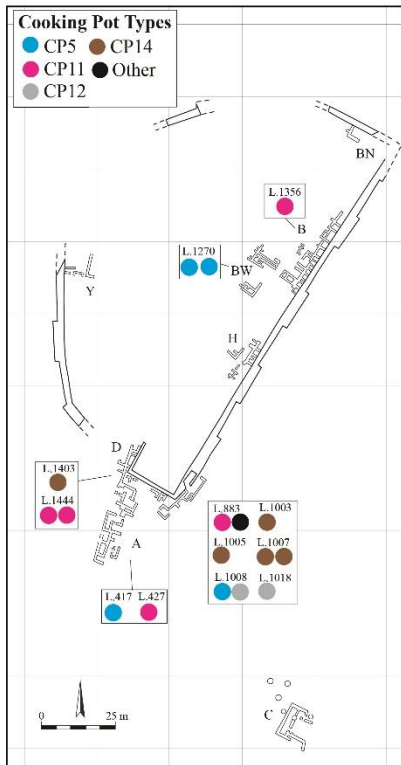 Cooking Pot Types
CP5 CP14
CP11 Other
CP12
BN
L.1356
B
L.1270
BW
Y
H
D
L.1403
L.1444
L.883 L.1003
L.1005 L.1007
L.1008 L.1018
A
L.417 L.427
C
0 25 m